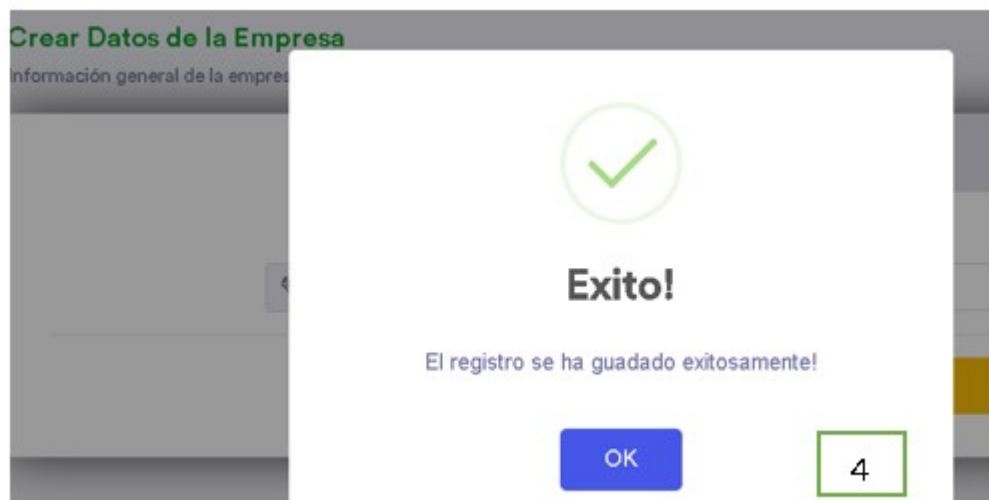 Crear Datos de la Empresa
Información general de la empres
Exito!
El registro se ha guadado exitosamente!
OK
4